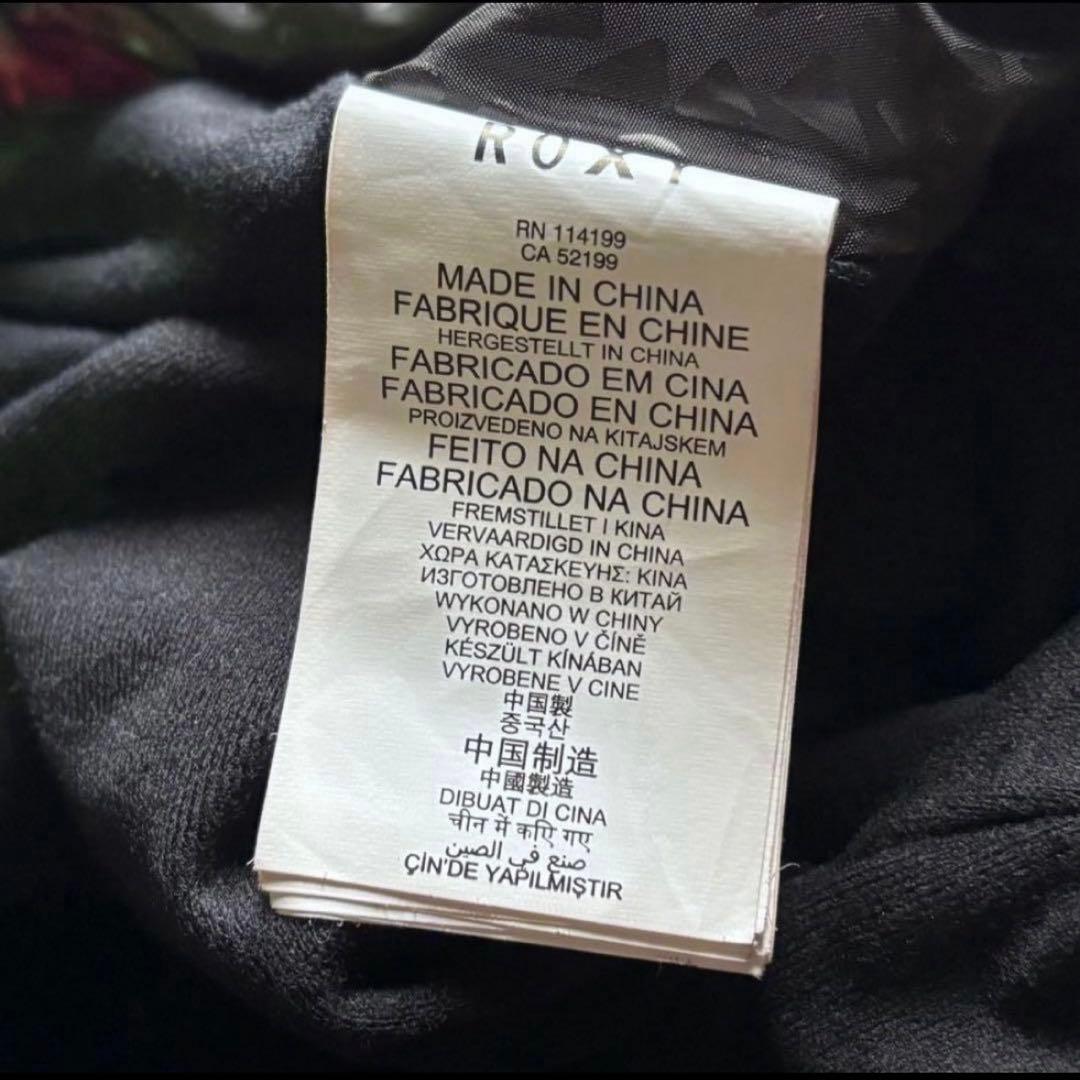 ROXY
RN 114199
CA 52199
MADE IN CHINA
FABRIQUE EN CHINE
HERGESTELLT IN CHINA
FABRICADO EM CINA
FABRICADO EN CHINA
PROIZVEDENO NA KITAJSKEM
FEITO NA CHINA
FABRICADO NA CHINA
FREMSTILLET I KINA
VERVAARDIGD IN CHINA
ΧΩΡΑ ΚΑΤΑΣΚΕΥΗΣ: ΚΙΝΑ
ИЗГОТОВЛЕНО В КИТАЙ
WYKONANO W CHINY
VYROBENO V ČÍNĚ
KÉSZÜLT KÍNÁBAN
VYROBENE V CINE
中国製
중국산
中国制造
中國製造
DIBUAT DI CINA
चीन में कएि गए
صنع في الصين
ÇİN'DE YAPILMIŞTIR